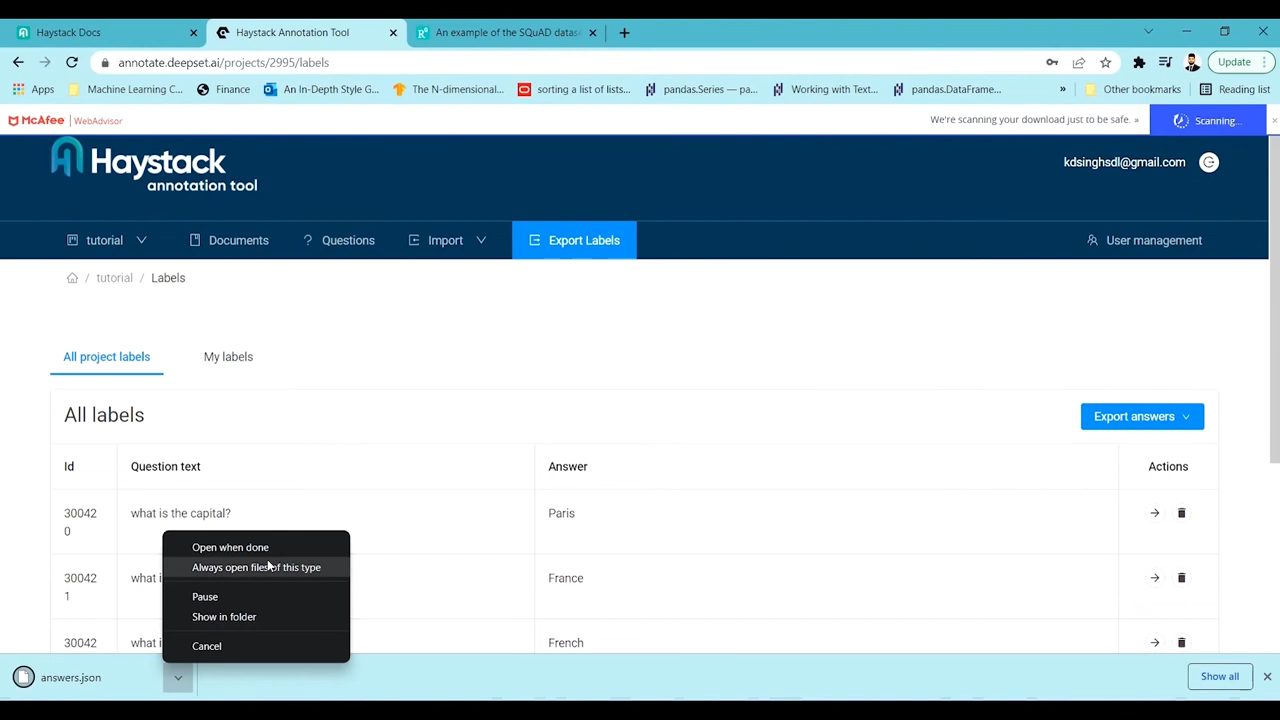 Haystack Docs
Haystack Annotation Tool
An example of the SQuAD datas
annotate.deepset.ai/projects/2995/labels
Update
Apps
Machine Learning C...
Finance
An In-Depth Style G...
The N-dimensional...
sorting a list of lists...
pandas.Series — pa...
Working with Text...
pandas.DataFrame...
»
Other bookmarks
Reading list
McAfee | WebAdvisor
We're scanning your download just to be safe. »
Scanning...
Haystack
annotation tool
kdsinghsdl@gmail.com
tutorial
Documents
? Questions
Import
Export Labels
User management
/ tutorial / Labels
All project labels
My labels
All labels
Export answers
Id
Question text
Answer
Actions
30042
0
what is the capital?
Paris
30042
1
what i
France
30042
what i
French
Open when done
Always open files of this type
Pause
Show in folder
Cancel
answers.json
Show all